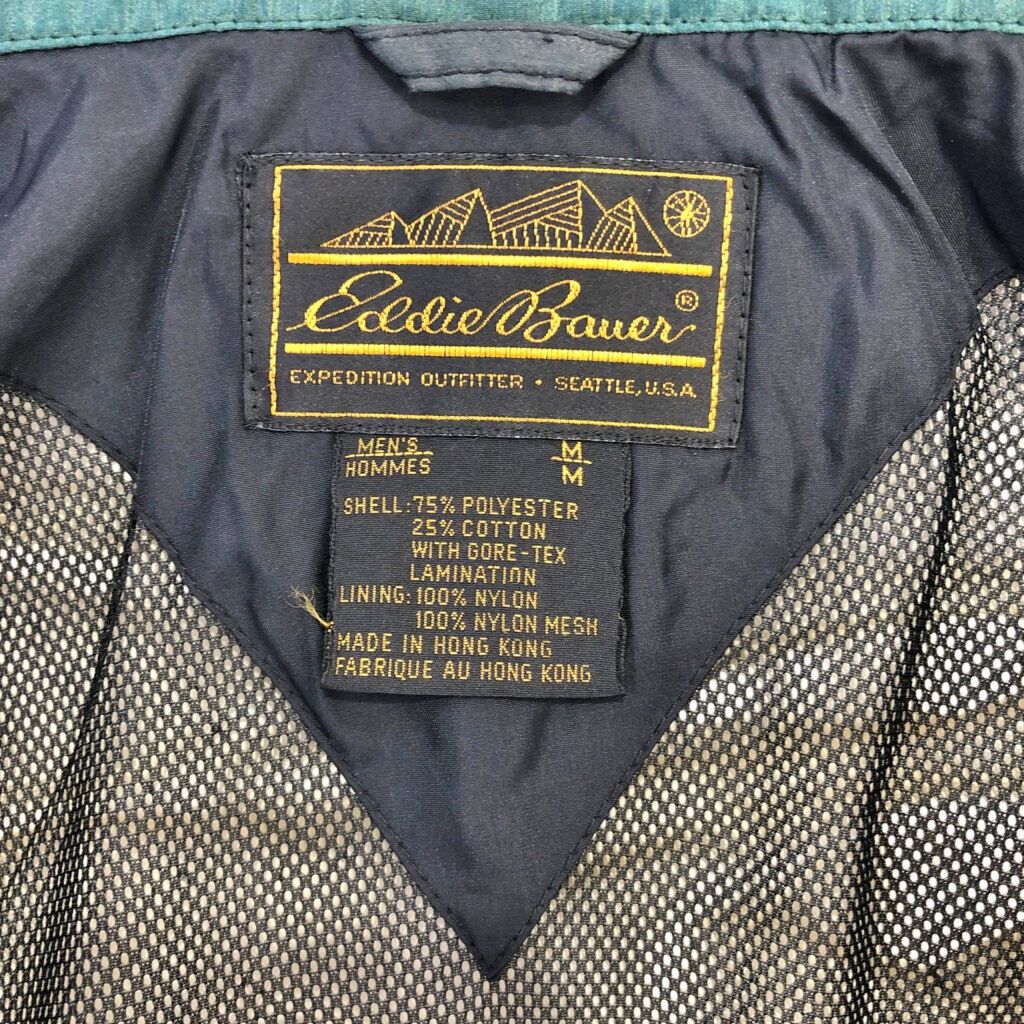 Eddie Bauer ®
EXPEDITION OUTFITTER • SEATTLE, U.S.A.
MEN'S M
HOMMES M
SHELL: 75% POLYESTER
25% COTTON
WITH GORE-TEX
LAMINATION
LINING: 100% NYLON
100% NYLON MESH
MADE IN HONG KONG
FABRIQUE AU HONG KONG